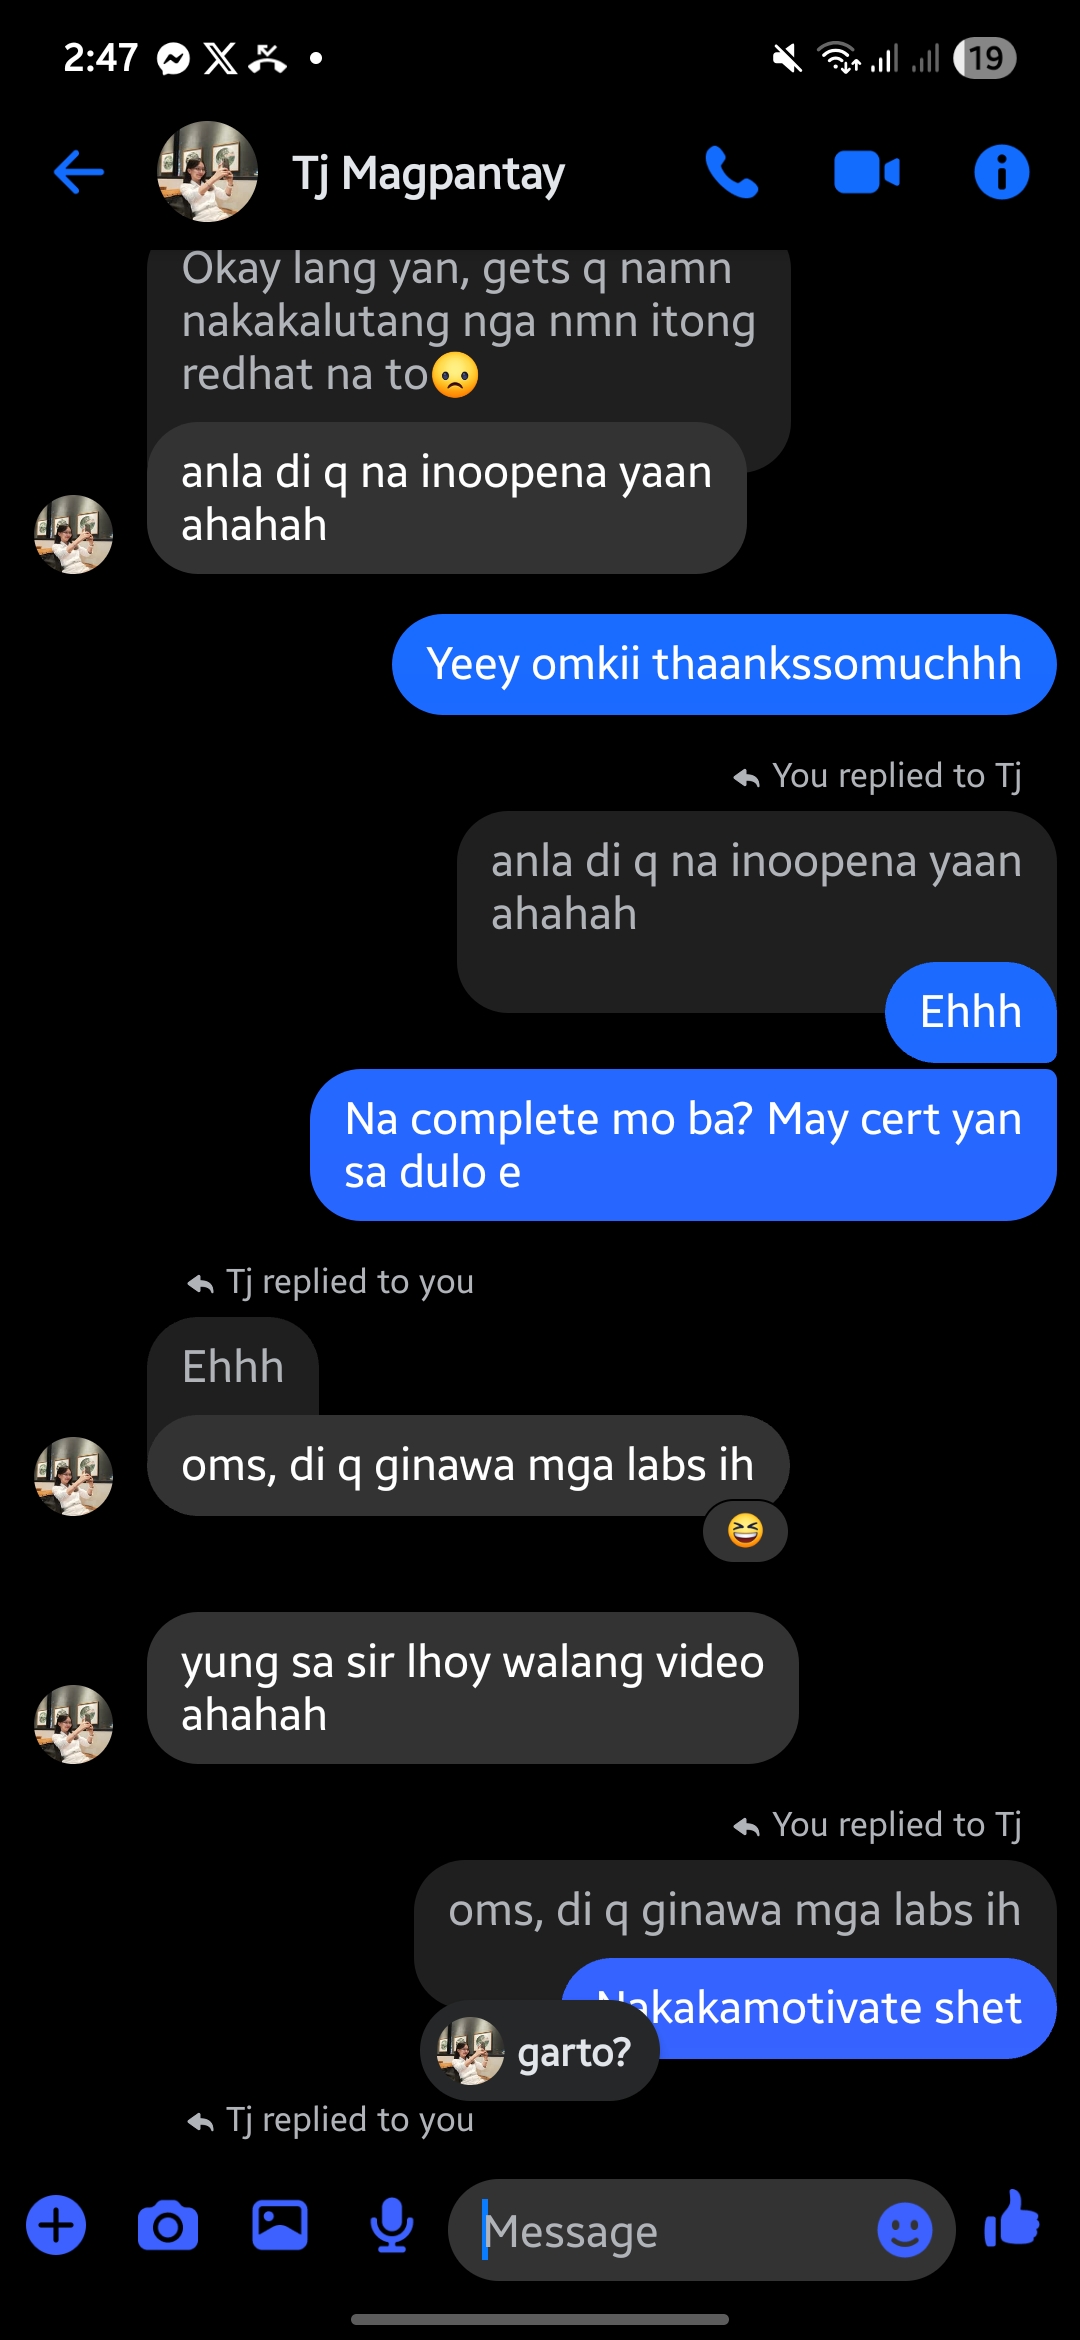 2:47
19
Tj Magpantay
Okay lang yan, gets q namn
nakakalutang nga nmn itong
redhat na to☹️
anla di q na inoopena yaan
ahahah
Yeey omkii thaankssomuchhh
You replied to Tj
anla di q na inoopena yaan
ahahah
Ehhh
Na complete mo ba? May cert yan
sa dulo e
Tj replied to you
Ehhh
oms, di q ginawa mga labs ih
😆
yung sa sir lhoy walang video
ahahah
You replied to Tj
oms, di q ginawa mga labs ih
Nakakamotivate shet
garto?
Tj replied to you
Message